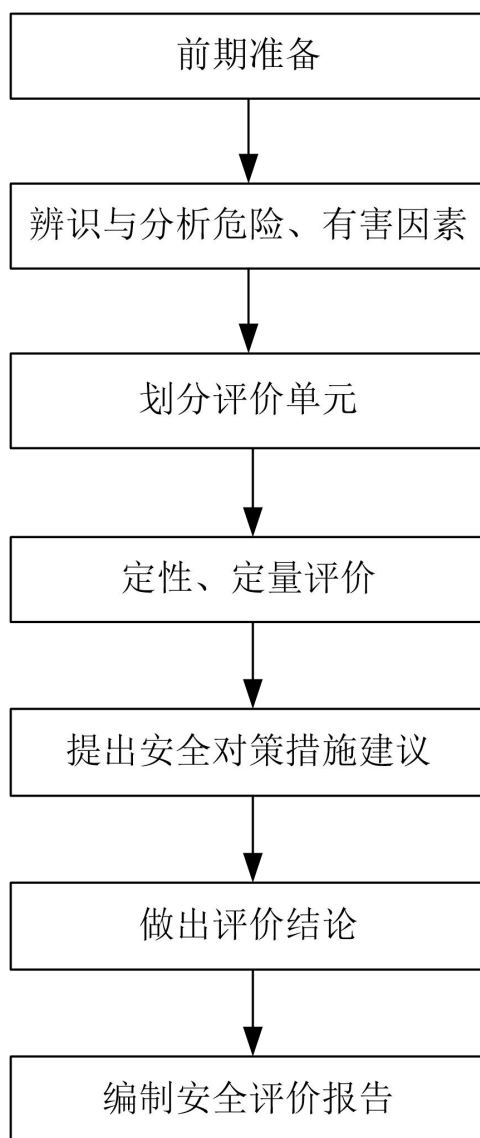 前期准备
辨识与分析危险、有害因素
划分评价单元
定性、定量评价
提出安全对策措施建议
做出评价结论
编制安全评价报告